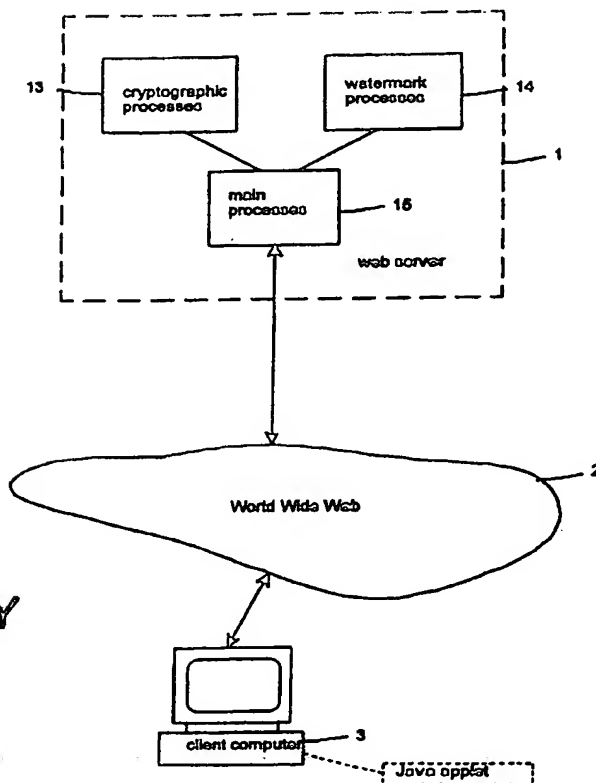 13
cryptographic
processes
watermark
processes
14
1
main
processes
15
web server
2
World Wide Web
client computer
3
Java applet